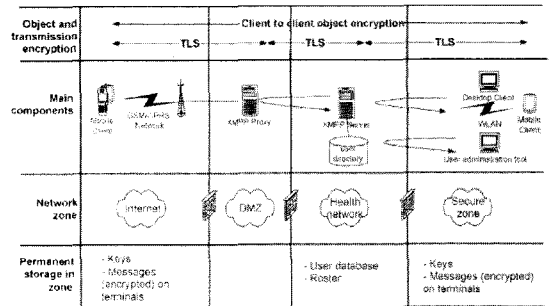 Object and
transmission
encryption
Client to client object encryption
TLS
TLS
TLS
Main
components
Mobile
Client
GSM/GPRS
Network
XMPP Proxy
XMPP Server
User
directory
Desktop Client
WLAN
Mobile
Client
User administration tool
Network
zone
Internet
DMZ
Health
network
Secure
zone
Permanent
storage in
zone
- Keys
- Messages
(encrypted) on
terminals
- User database
- Roster
- Keys
- Messages (encrypted)
on terminals